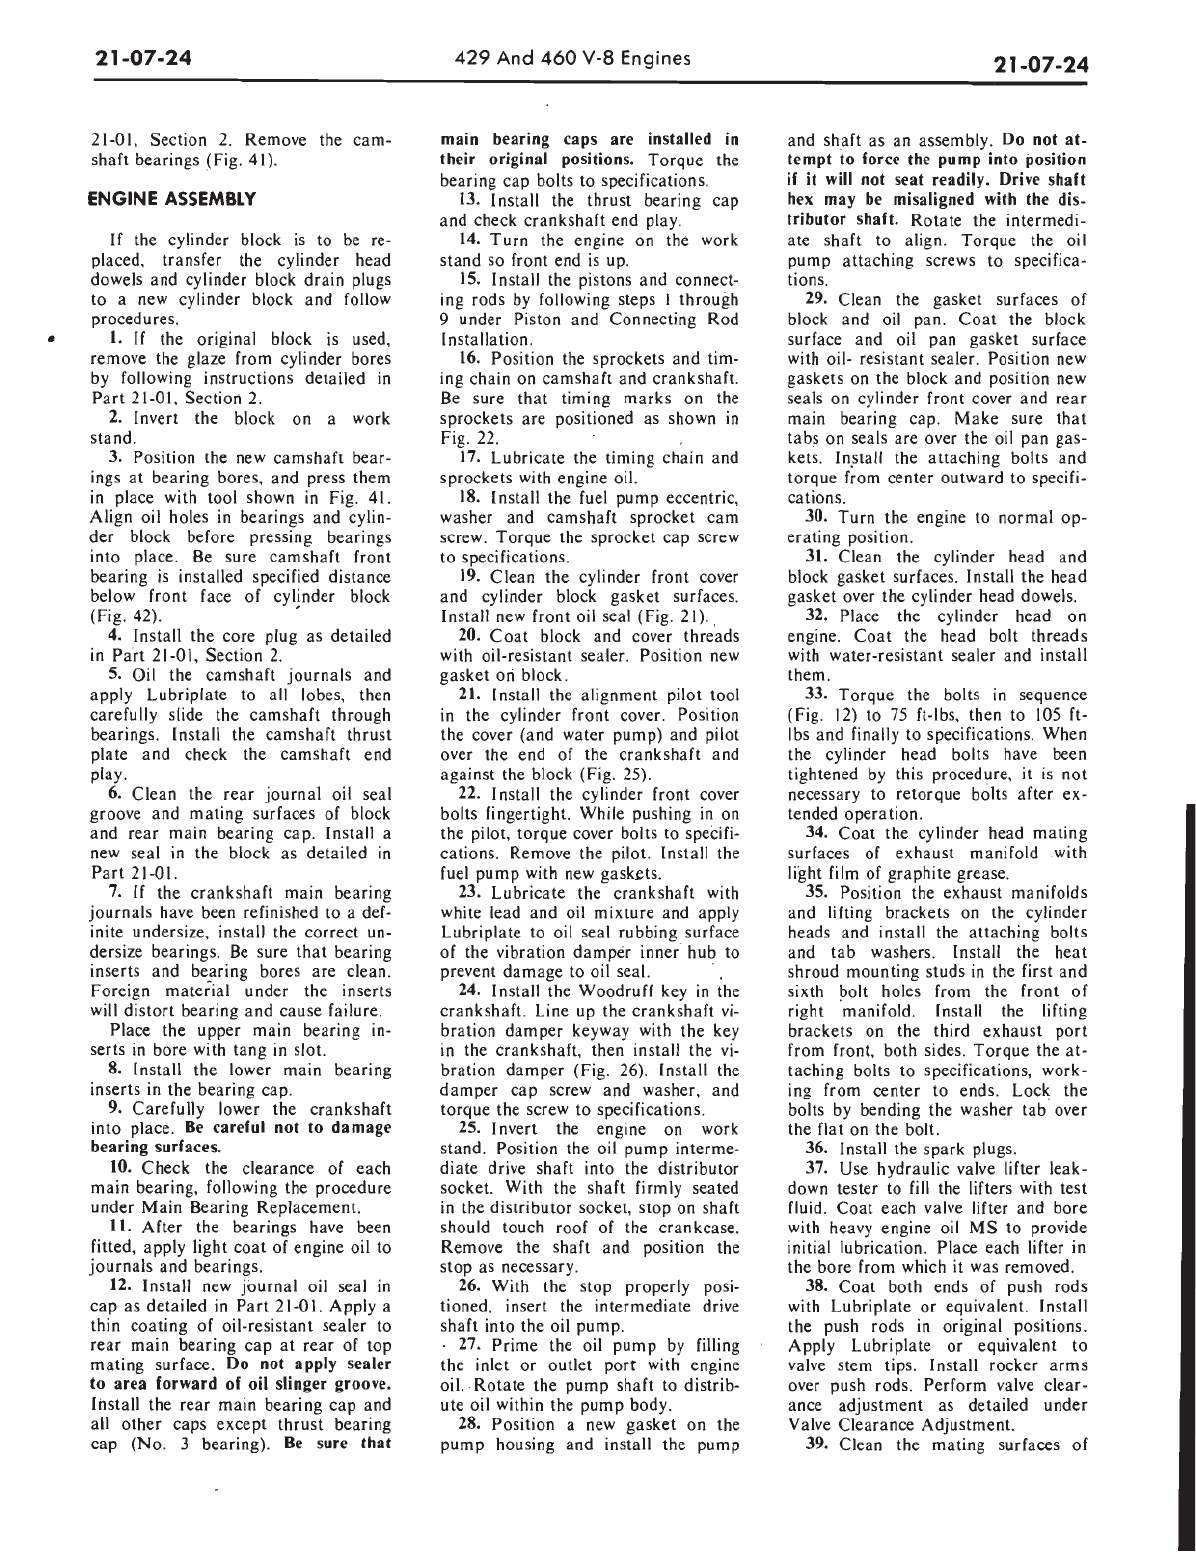 21-07-24
429 And 460 V-8 Engines
21-07-24
21-01, Section 2. Remove the cam-
shaft bearings (Fig. 41).
ENGINE ASSEMBLY
If the cylinder block is to be re-
placed, transfer the cylinder head
dowels and cylinder block drain plugs
to a new cylinder block and follow
procedures.
1. If the original block is used,
remove the glaze from cylinder bores
by following instructions detailed in
Part 21-01, Section 2.
2. Invert the block on a work
stand.
3. Position the new camshaft bear-
ings at bearing bores, and press them
in place with tool shown in Fig. 41.
Align oil holes in bearings and cylin-
der block before pressing bearings
into place. Be sure camshaft front
bearing is installed specified distance
below front face of cylinder block
(Fig. 42).
4. Install the core plug as detailed
in Part 21-01, Section 2.
5. Oil the camshaft journals and
apply Lubriplate to all lobes, then
carefully slide the camshaft through
bearings. Install the camshaft thrust
plate and check the camshaft end
play.
6. Clean the rear journal oil seal
groove and mating surfaces of block
and rear main bearing cap. Install a
new seal in the block as detailed in
Part 21-01.
7. If the crankshaft main bearing
journals have been refinished to a def-
inite undersize, install the correct un-
dersize bearings. Be sure that bearing
inserts and bearing bores are clean.
Foreign material under the inserts
will distort bearing and cause failure.
Place the upper main bearing in-
serts in bore with tang in slot.
8. Install the lower main bearing
inserts in the bearing cap.
9. Carefully lower the crankshaft
into place. Be careful not to damage
bearing surfaces.
10. Check the clearance of each
main bearing, following the procedure
under Main Bearing Replacement.
11. After the bearings have been
fitted, apply light coat of engine oil to
journals and bearings.
12. Install new journal oil seal in
cap as detailed in Part 21-01. Apply a
thin coating of oil-resistant sealer to
rear main bearing cap at rear of top
mating surface. Do not apply sealer
to area forward of oil slinger groove.
Install the rear main bearing cap and
all other caps except thrust bearing
cap (No. 3 bearing). Be sure that
main bearing caps are installed in
their original positions. Torque the
bearing cap bolts to specifications.
13. Install the thrust bearing cap
and check crankshaft end play.
14. Turn the engine on the work
stand so front end is up.
15. Install the pistons and connect-
ing rods by following steps 1 through
9 under Piston and Connecting Rod
Installation.
16. Position the sprockets and tim-
ing chain on camshaft and crankshaft.
Be sure that timing marks on the
sprockets are positioned as shown in
Fig. 22.
17. Lubricate the timing chain and
sprockets with engine oil.
18. Install the fuel pump eccentric,
washer and camshaft sprocket cam
screw. Torque the sprocket cap screw
to specifications.
19. Clean the cylinder front cover
and cylinder block gasket surfaces.
Install new front oil seal (Fig. 21).
20. Coat block and cover threads
with oil-resistant sealer. Position new
gasket on block.
21. Install the alignment pilot tool
in the cylinder front cover. Position
the cover (and water pump) and pilot
over the end of the crankshaft and
against the block (Fig. 25).
22. Install the cylinder front cover
bolts fingertight. While pushing in on
the pilot, torque cover bolts to specifi-
cations. Remove the pilot. Install the
fuel pump with new gaskets.
23. Lubricate the crankshaft with
white lead and oil mixture and apply
Lubriplate to oil seal rubbing surface
of the vibration damper inner hub to
prevent damage to oil seal.
24. Install the Woodruff key in the
crankshaft. Line up the crankshaft vi-
bration damper keyway with the key
in the crankshaft, then install the vi-
bration damper (Fig. 26). Install the
damper cap screw and washer, and
torque the screw to specifications.
25. Invert the engine on work
stand. Position the oil pump interme-
diate drive shaft into the distributor
socket. With the shaft firmly seated
in the distributor socket, stop on shaft
should touch roof of the crankcase.
Remove the shaft and position the
stop as necessary.
26. With the stop properly posi-
tioned, insert the intermediate drive
shaft into the oil pump.
27. Prime the oil pump by filling
the inlet or outlet port with engine
oil. Rotate the pump shaft to distrib-
ute oil within the pump body.
28. Position a new gasket on the
pump housing and install the pump
and shaft as an assembly. Do not at-
tempt to force the pump into position
if it will not seat readily. Drive shaft
hex may be misaligned with the dis-
tributor shaft. Rotate the intermedi-
ate shaft to align. Torque the oil
pump attaching screws to specifica-
tions.
29. Clean the gasket surfaces of
block and oil pan. Coat the block
surface and oil pan gasket surface
with oil- resistant sealer. Position new
gaskets on the block and position new
seals on cylinder front cover and rear
main bearing cap. Make sure that
tabs on seals are over the oil pan gas-
kets. Install the attaching bolts and
torque from center outward to specifi-
cations.
30. Turn the engine to normal op-
erating position.
31. Clean the cylinder head and
block gasket surfaces. Install the head
gasket over the cylinder head dowels.
32. Place the cylinder head on
engine. Coat the head bolt threads
with water-resistant sealer and install
them.
33. Torque the bolts in sequence
(Fig. 12) to 75 ft-lbs, then to 105 ft-
lbs and finally to specifications. When
the cylinder head bolts have been
tightened by this procedure, it is not
necessary to retorque bolts after ex-
tended operation.
34. Coat the cylinder head mating
surfaces of exhaust manifold with
light film of graphite grease.
35. Position the exhaust manifolds
and lifting brackets on the cylinder
heads and install the attaching bolts
and tab washers. Install the heat
shroud mounting studs in the first and
sixth bolt holes from the front of
right manifold. Install the lifting
brackets on the third exhaust port
from front, both sides. Torque the at-
taching bolts to specifications, work-
ing from center to ends. Lock the
bolts by bending the washer tab over
the flat on the bolt.
36. Install the spark plugs.
37. Use hydraulic valve lifter leak-
down tester to fill the lifters with test
fluid. Coat each valve lifter and bore
with heavy engine oil MS to provide
initial lubrication. Place each lifter in
the bore from which it was removed.
38. Coat both ends of push rods
with Lubriplate or equivalent. Install
the push rods in original positions.
Apply Lubriplate or equivalent to
valve stem tips. Install rocker arms
over push rods. Perform valve clear-
ance adjustment as detailed under
Valve Clearance Adjustment.
39. Clean the mating surfaces of